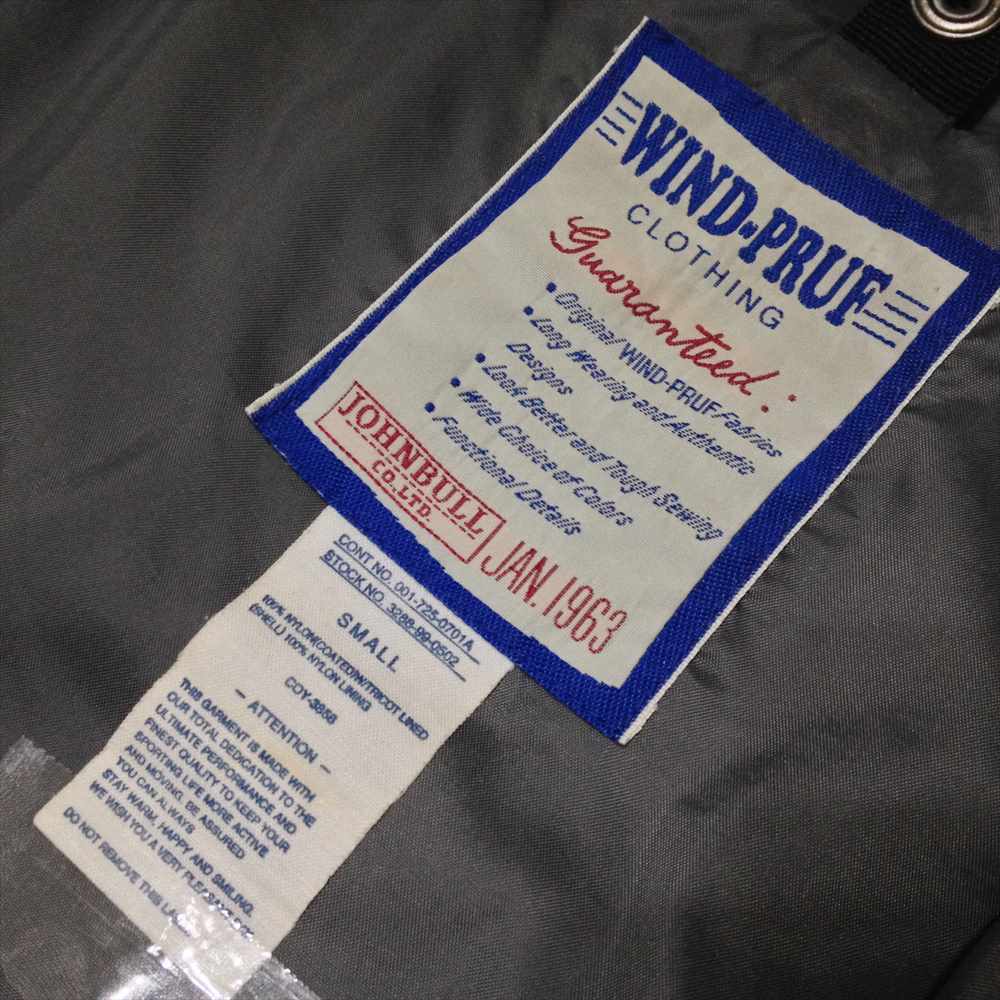 WIND-PRUF
CLOTHING
Guaranteed:
• Original WIND-PRUF Fabrics
• Long Wearing and Authentic
Designs
• Look Better and Tough Sewing
• Wide Choice of Colors
• Functional Details
JOHNBULL
CO.,LTD.
JAN.1963
CONT NO. 001-725-0701A
STOCK NO. 3288-99-0502
SMALL
100% NYLON(COATED/W/TRICOT LINED
(SHELL) 100% NYLON LINING
COY-3858
– ATTENTION –
THIS GARMENT IS MADE WITH
OUR TOTAL DEDICATION TO THE
ULTIMATE PERFORMANCE AND
FINEST QUALITY TO KEEP YOUR
SPORTING LIFE MORE ACTIVE
AND MOVING. BE ASSURED
YOU CAN ALWAYS
STAY WARM, HAPPY AND SMILING.
WE WISH YOU A VERY
DO NOT REMOVE THIS